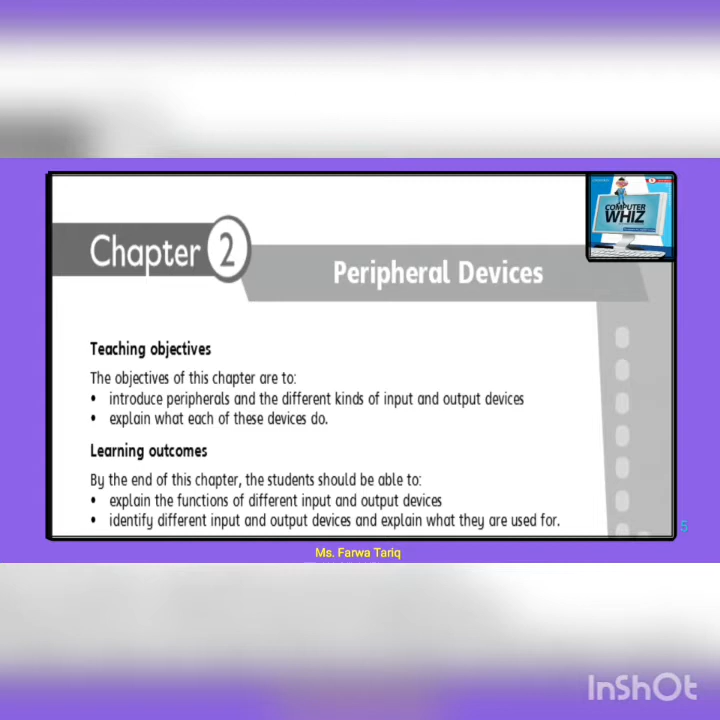 COMPUTER
WHIZ
Chapter 2
Peripheral Devices
Teaching objectives
The objectives of this chapter are to:
• introduce peripherals and the different kinds of input and output devices
• explain what each of these devices do.
Learning outcomes
By the end of this chapter, the students should be able to:
• explain the functions of different input and output devices
• identify different input and output devices and explain what they are used for.
5
Ms. Farwa Tariq
InShOt